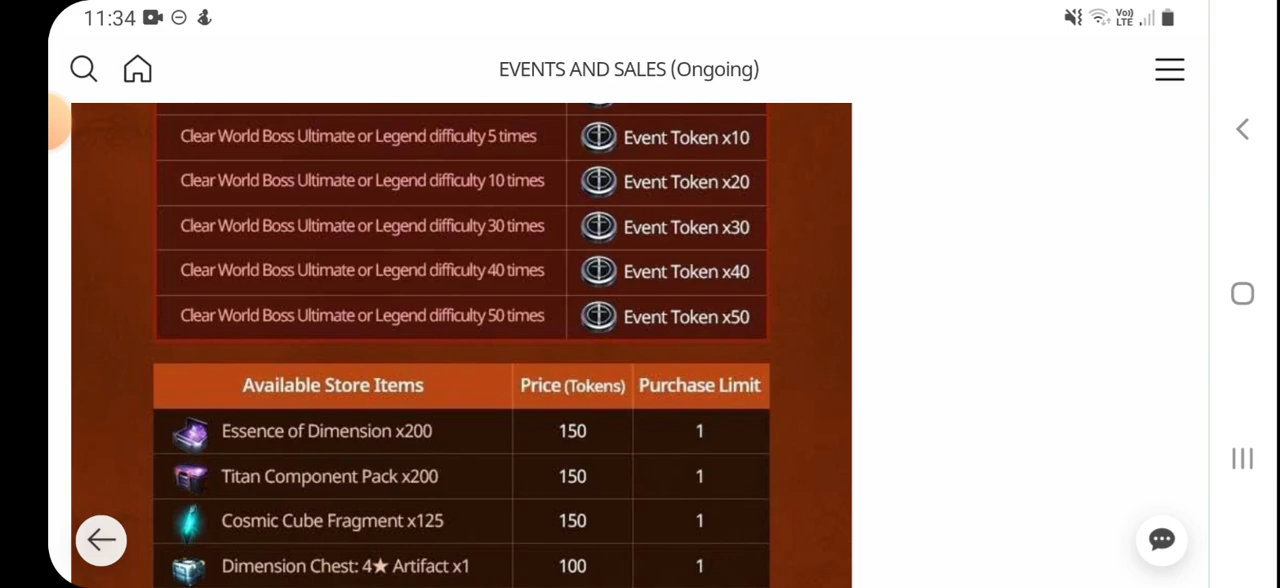 11:34
Vo))
LTE
EVENTS AND SALES (Ongoing)
Clear World Boss Ultimate or Legend difficulty 5 times Event Token x10
Clear World Boss Ultimate or Legend difficulty 10 times Event Token x20
Clear World Boss Ultimate or Legend difficulty 30 times Event Token x30
Clear World Boss Ultimate or Legend difficulty 40 times Event Token x40
Clear World Boss Ultimate or Legend difficulty 50 times Event Token x50
Available Store Items Price (Tokens) Purchase Limit
Essence of Dimension x200 150 1
Titan Component Pack x200 150 1
Cosmic Cube Fragment x125 150 1
Dimension Chest: 4★ Artifact x1 100 1